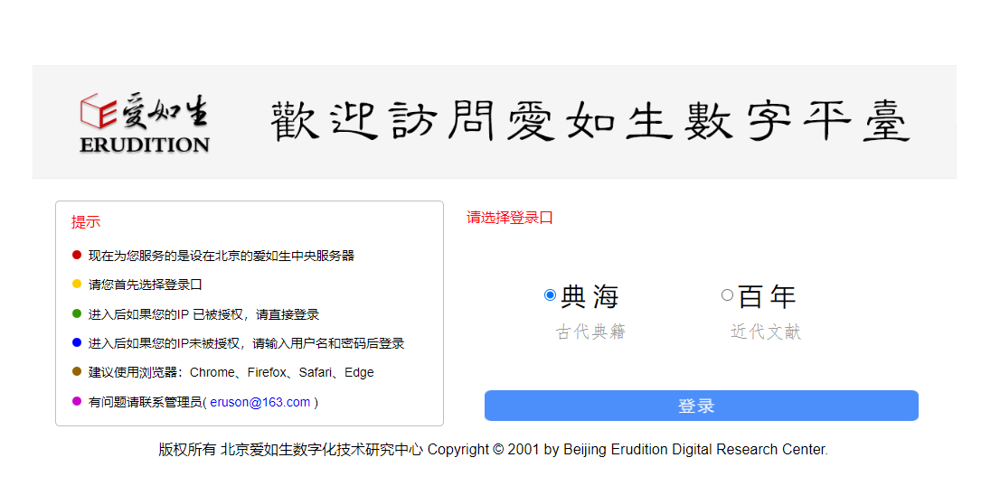 爱如生
ERUDITION
歡迎訪問愛如生數字平臺
提示
现在为您服务的是设在北京的爱如生中央服务器
请您首先选择登录口
进入后如果您的IP 已被授权，请直接登录
进入后如果您的IP未被授权，请输入用户名和密码后登录
建议使用浏览器：Chrome、Firefox、Safari、Edge
有问题请联系管理员( eruson@163.com )
请选择登录口
典 海
古代典籍
百 年
近代文献
登录
版权所有 北京爱如生数字化技术研究中心 Copyright © 2001 by Beijing Erudition Digital Research Center.